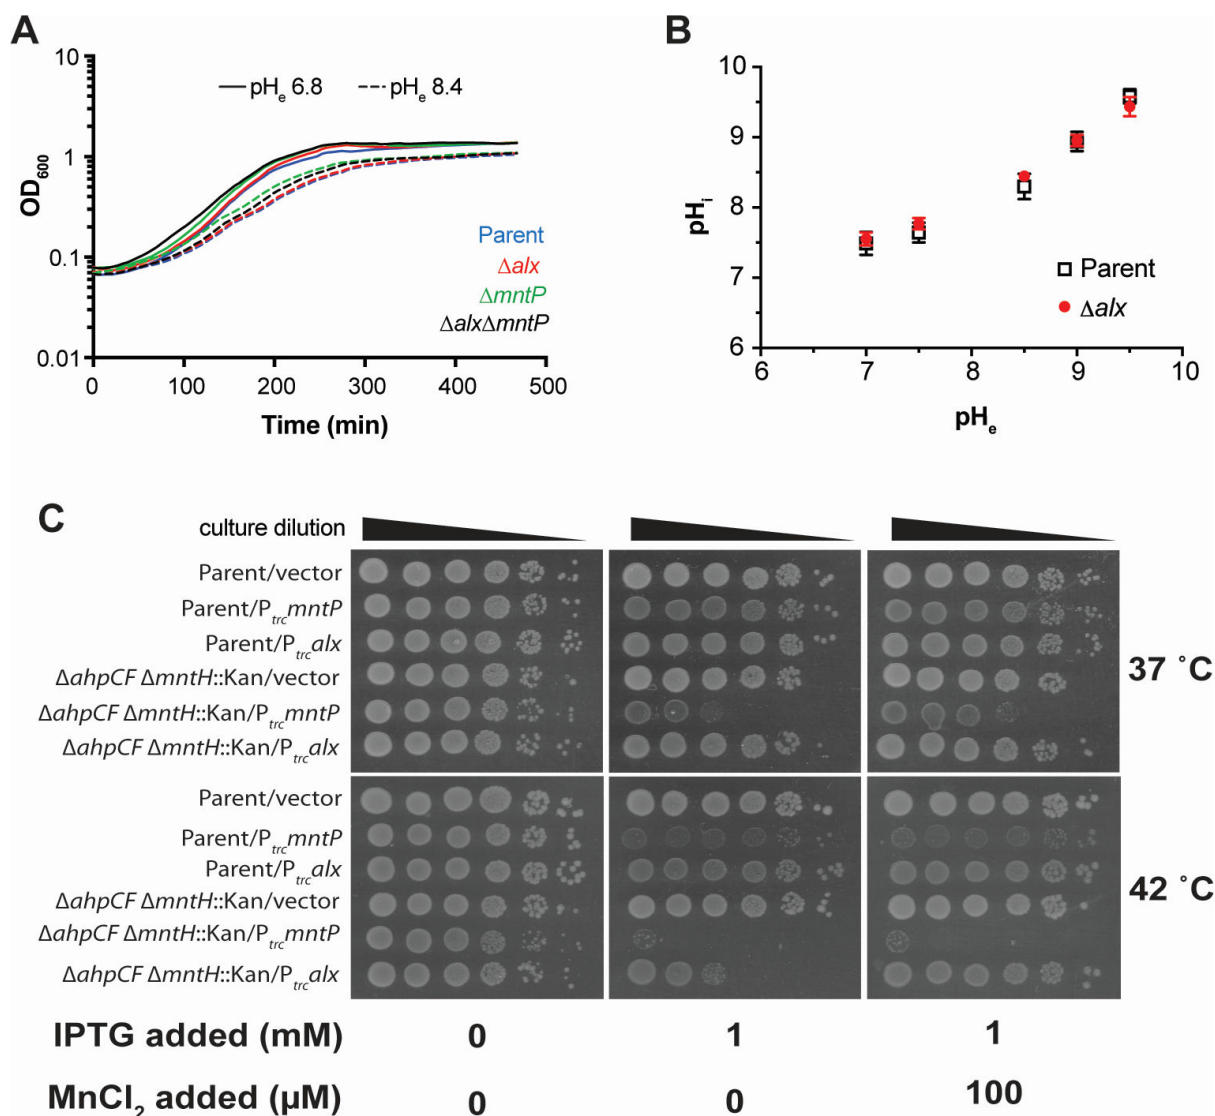 A
10
1
0.1
0.01
OD600
pHe 6.8
pHe 8.4
Parent
Δalx
ΔmntP
ΔalxΔmntP
0 100 200 300 400 500
Time (min)
B
10
9
8
7
6
pHi
Parent
Δalx
6 7 8 9 10
pHe
C
culture dilution
Parent/vector
Parent/PtrcmntP
Parent/Ptrcalx
ΔahpCF ΔmntH::Kan/vector
ΔahpCF ΔmntH::Kan/PtrcmntP
ΔahpCF ΔmntH::Kan/Ptrcalx
37 ˚C
Parent/vector
Parent/PtrcmntP
Parent/Ptrcalx
ΔahpCF ΔmntH::Kan/vector
ΔahpCF ΔmntH::Kan/PtrcmntP
ΔahpCF ΔmntH::Kan/Ptrcalx
42 ˚C
IPTG added (mM) 0 1 1
MnCl2 added (µM) 0 0 100